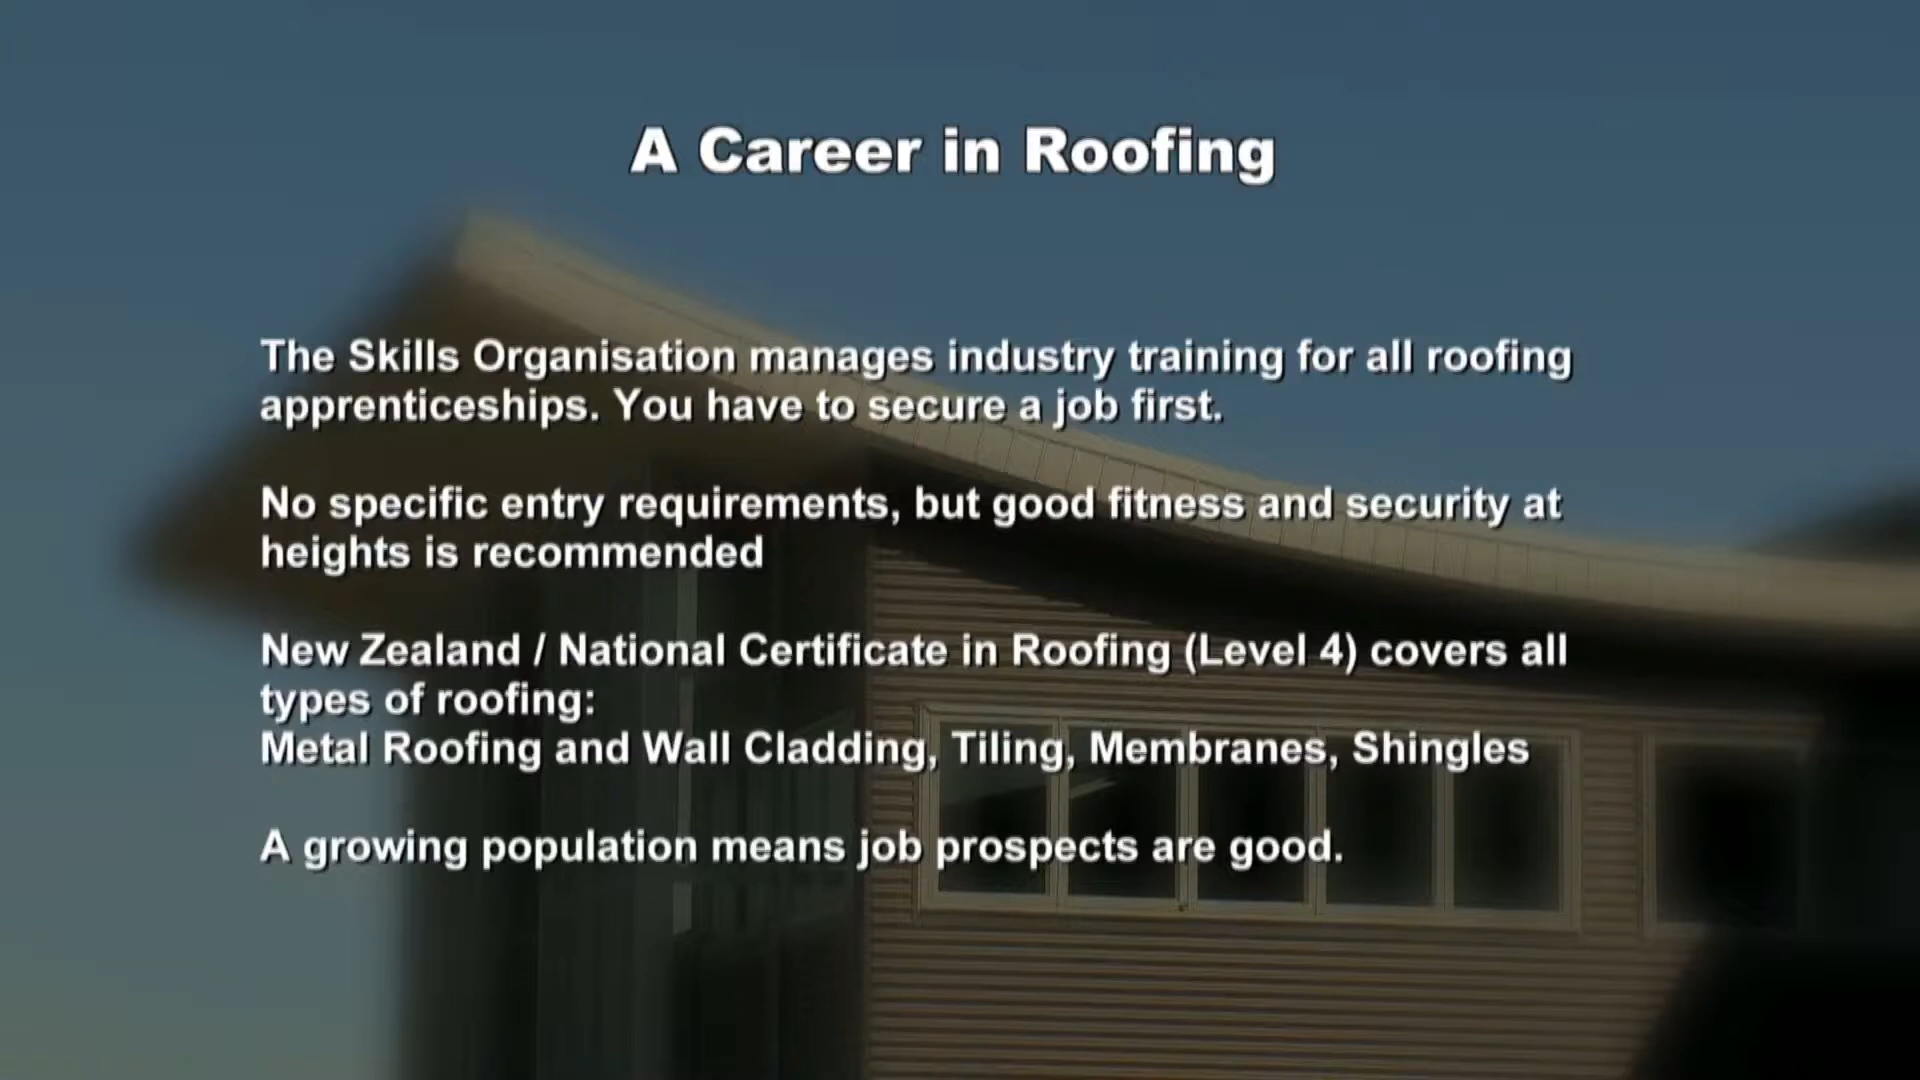 A Career in Roofing
The Skills Organisation manages industry training for all roofing
apprenticeships. You have to secure a job first.
No specific entry requirements, but good fitness and security at
heights is recommended
New Zealand / National Certificate in Roofing (Level 4) covers all
types of roofing:
Metal Roofing and Wall Cladding, Tiling, Membranes, Shingles
A growing population means job prospects are good.